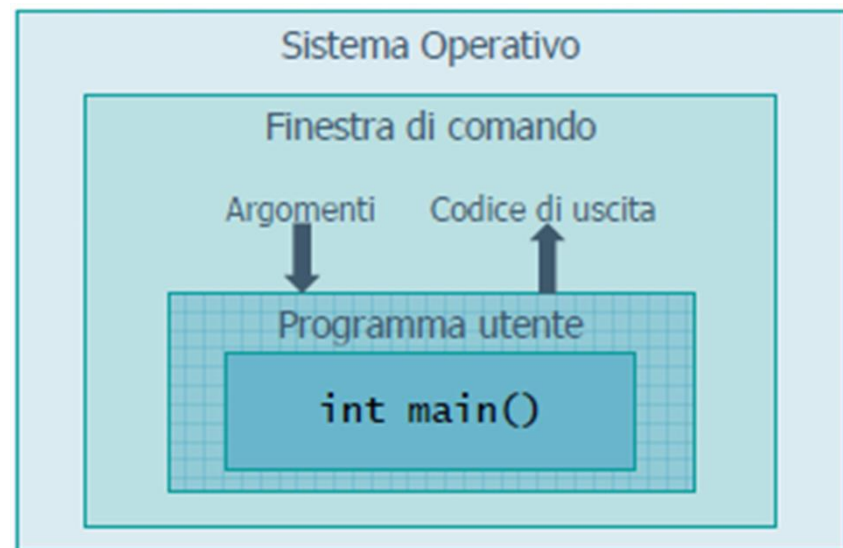 Sistema Operativo
Finestra di comando
Argomenti Codice di uscita
Programma utente
int main()